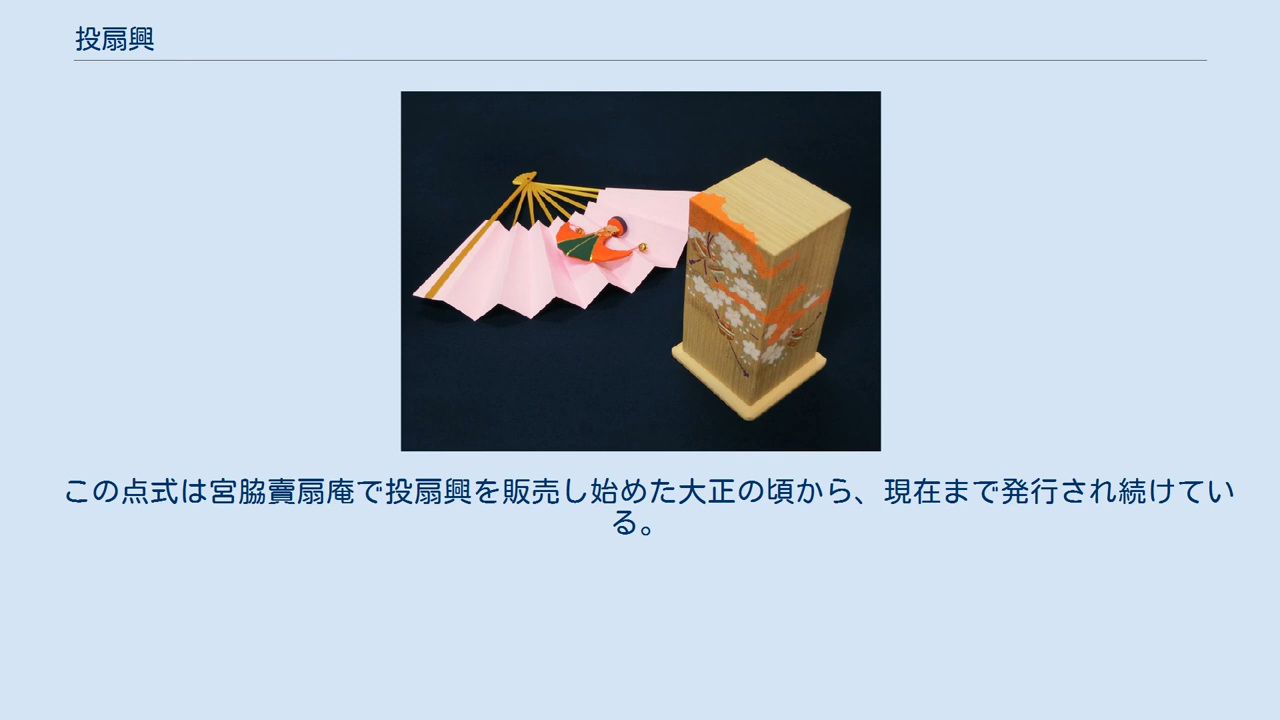 投扇興
この点式は宮脇賣扇庵で投扇興を販売し始めた大正の頃から、現在まで発行され続けてい
る。